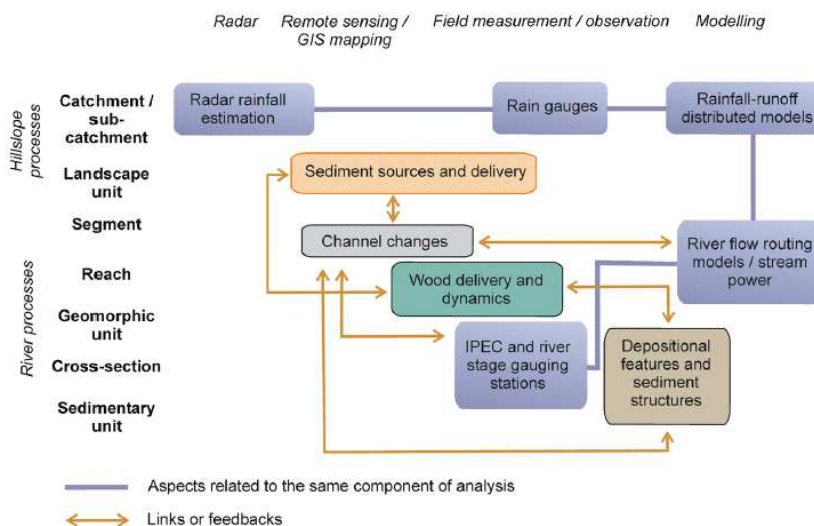 Radar
Remote sensing /
GIS mapping
Field measurement / observation
Modelling
Hillslope
processes
River processes
Catchment /
sub-
catchment
Landscape
unit
Segment
Reach
Geomorphic
unit
Cross-section
Sedimentary
unit
Radar rainfall
estimation
Rain gauges
Rainfall-runoff
distributed models
Sediment sources and delivery
Channel changes
River flow routing
models / stream
power
Wood delivery and
dynamics
IPEC and river
stage gauging
stations
Depositional
features and
sediment
structures
Aspects related to the same component of analysis
Links or feedbacks